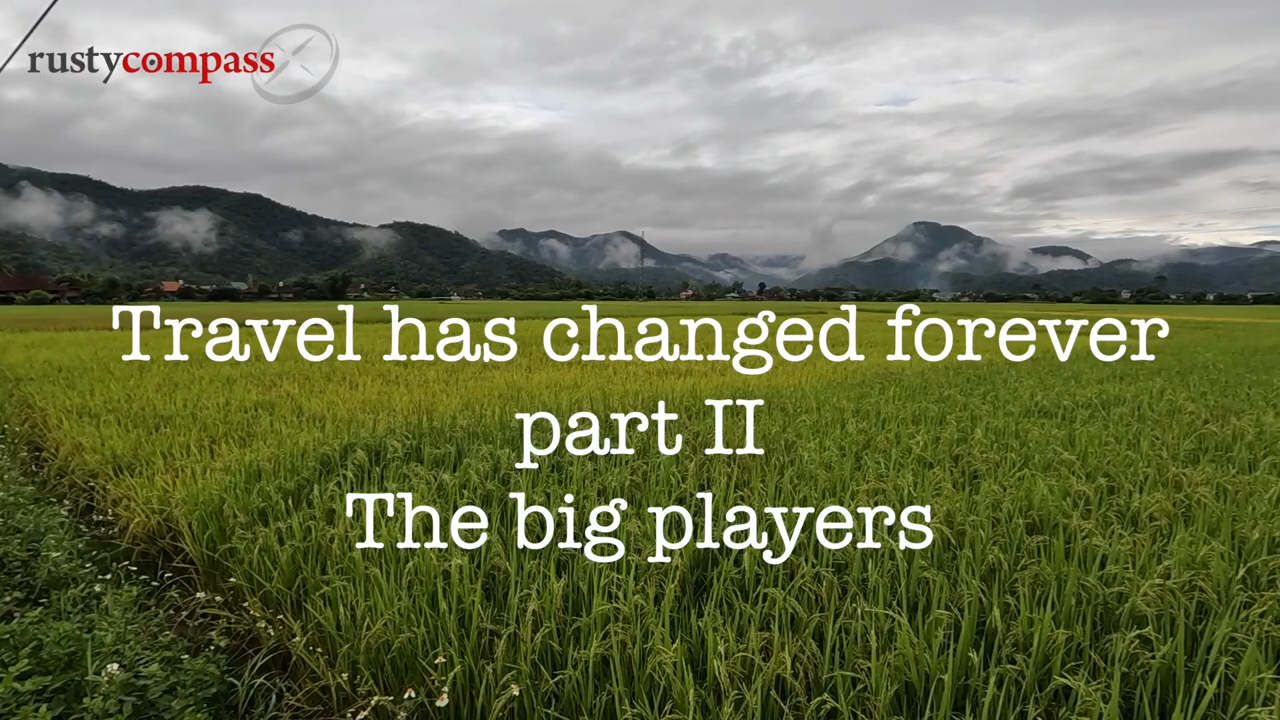 rustycompass
Travel has changed forever
part II
The big players